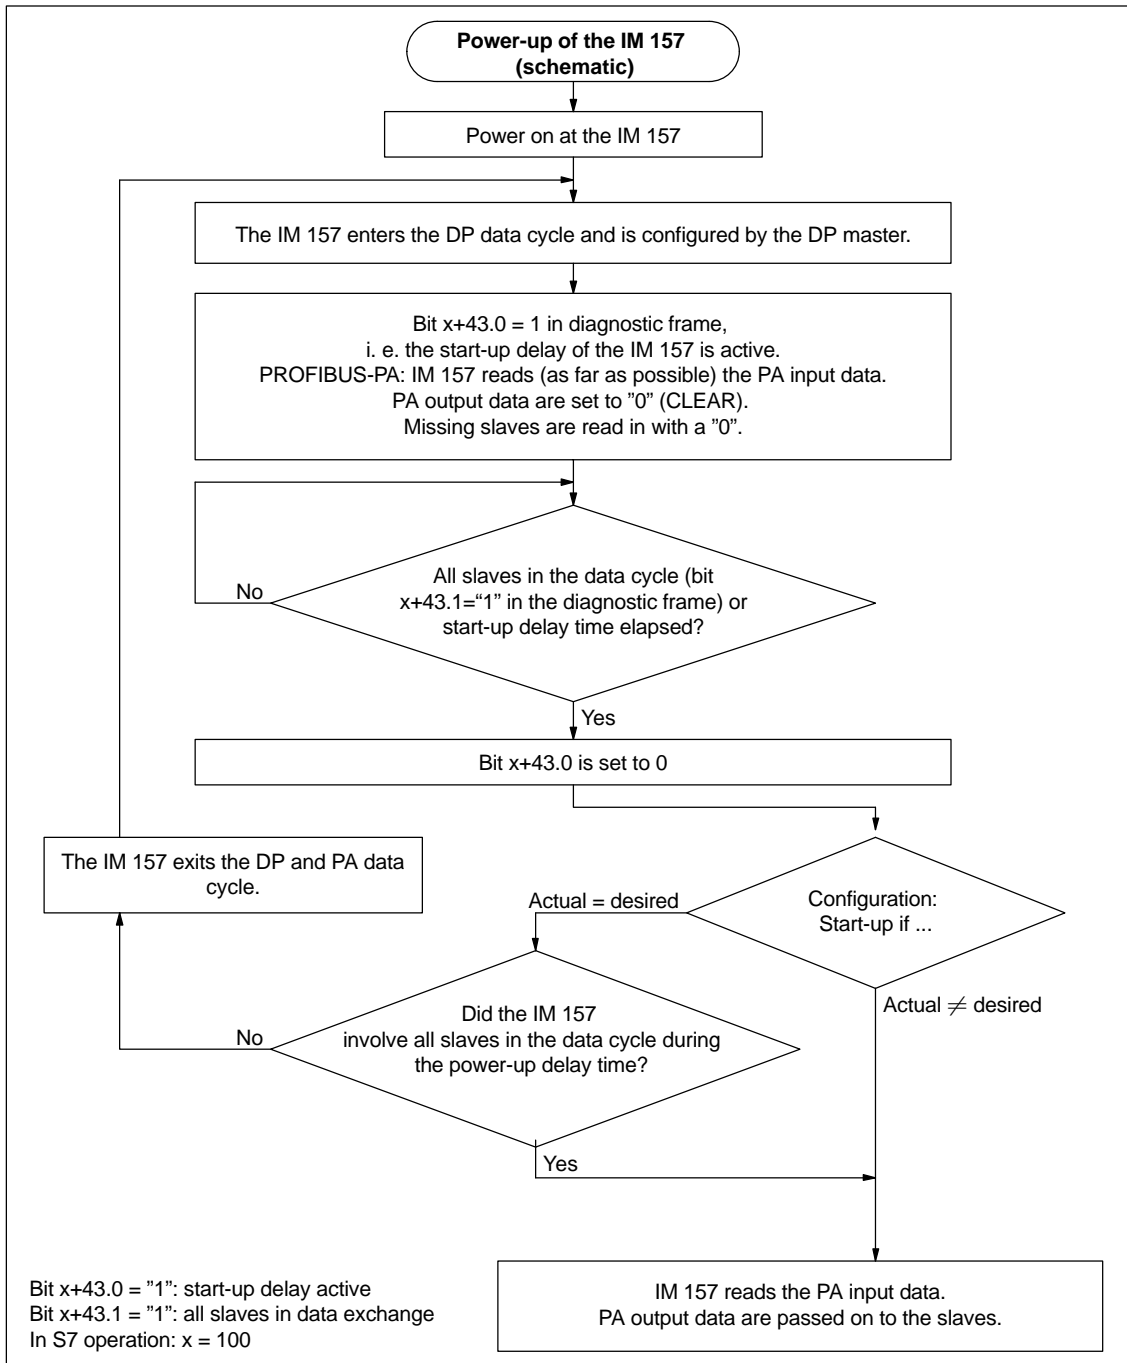 Power-up of the IM 157
(schematic)
Power on at the IM 157
The IM 157 enters the DP data cycle and is configured by the DP master.
Bit x+43.0 = 1 in diagnostic frame,
i. e. the start-up delay of the IM 157 is active.
PROFIBUS-PA: IM 157 reads (as far as possible) the PA input data.
PA output data are set to ”0” (CLEAR).
Missing slaves are read in with a ”0”.
No
All slaves in the data cycle (bit
x+43.1=“1” in the diagnostic frame) or
start-up delay time elapsed?
Yes
Bit x+43.0 is set to 0
The IM 157 exits the DP and PA data
cycle.
Actual = desired
Configuration:
Start-up if ...
Actual ≠ desired
No
Did the IM 157
involve all slaves in the data cycle during
the power-up delay time?
Yes
Bit x+43.0 = ”1”: start-up delay active
Bit x+43.1 = ”1”: all slaves in data exchange
In S7 operation: x = 100
IM 157 reads the PA input data.
PA output data are passed on to the slaves.